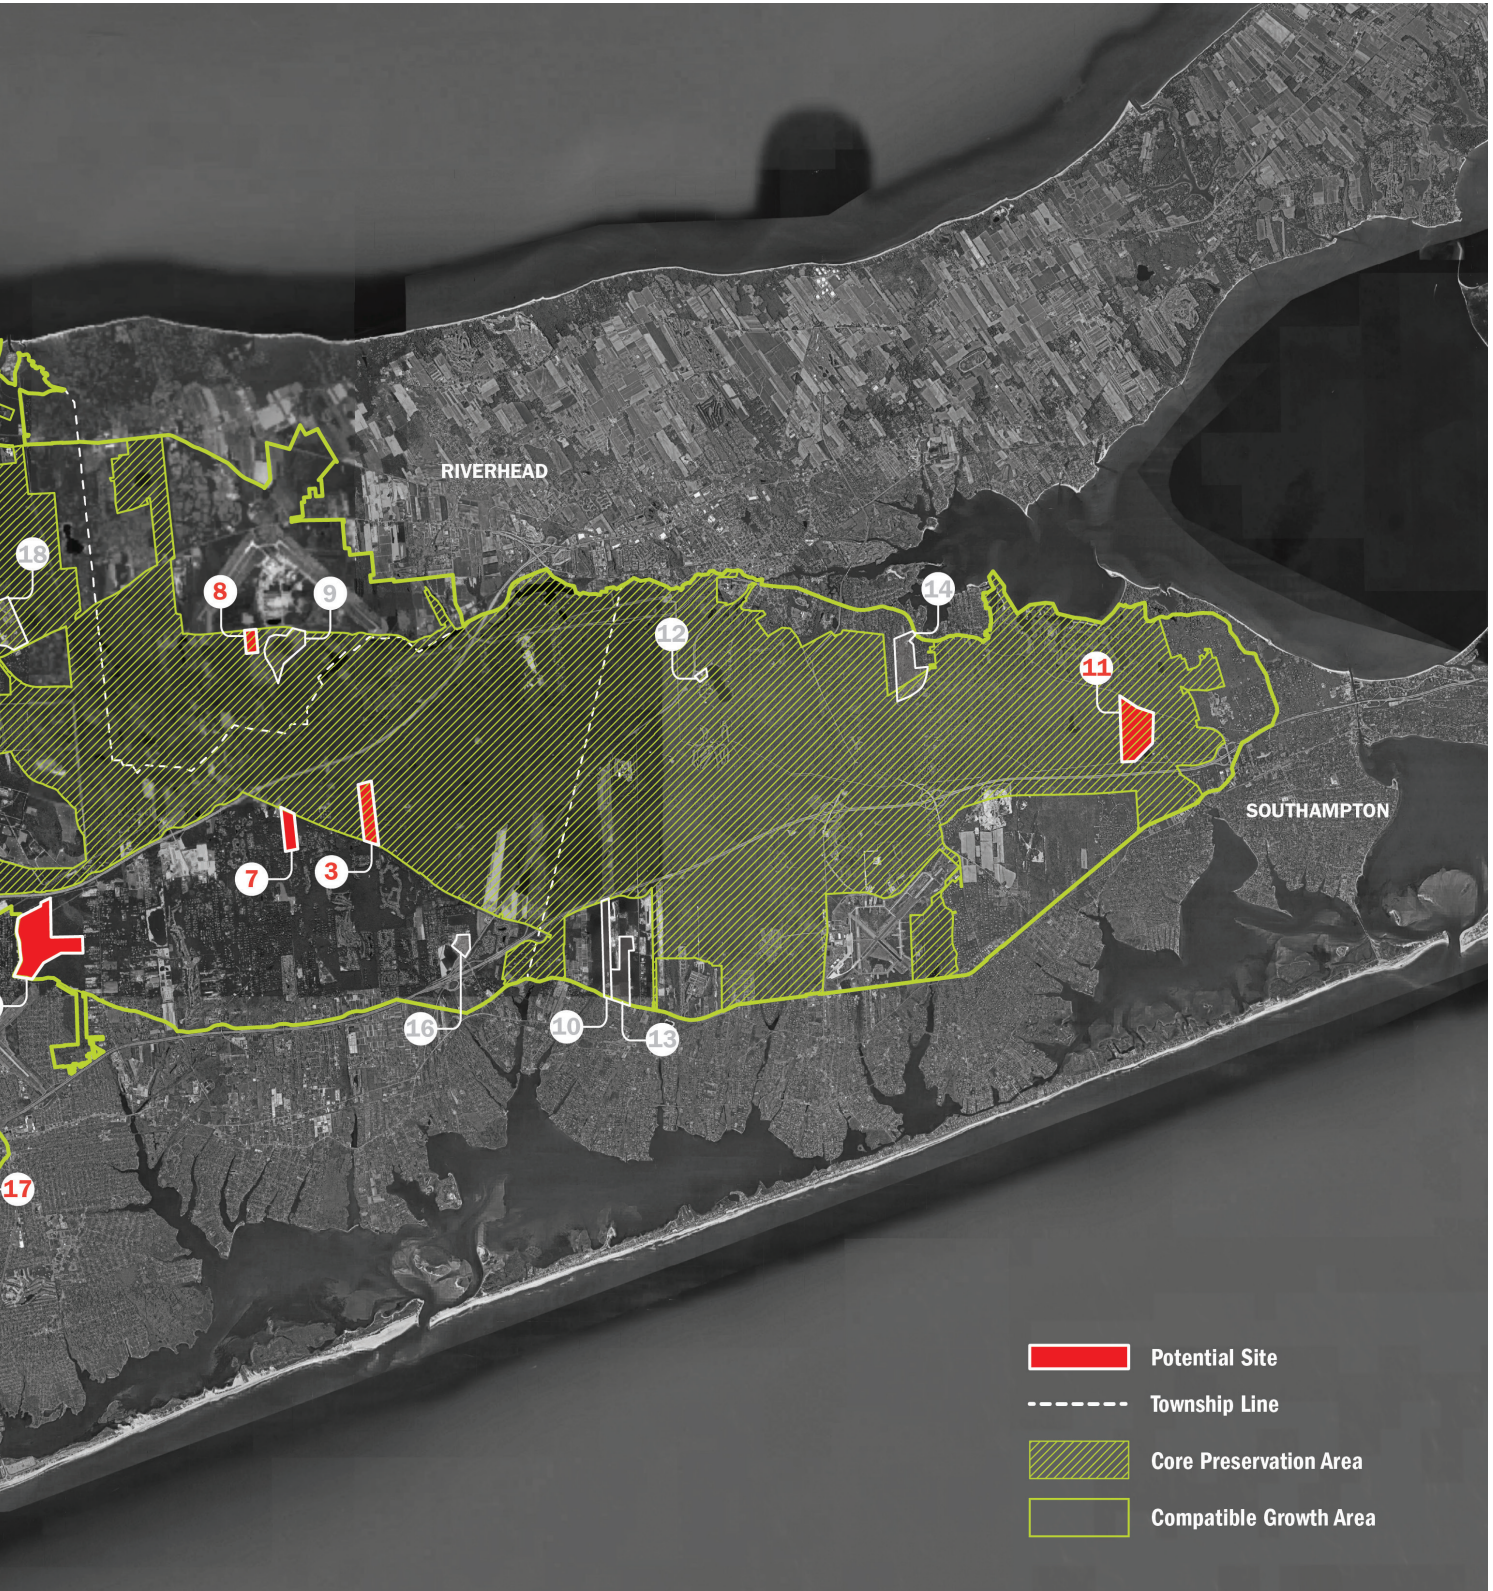 RIVERHEAD
18
8
9
12
14
11
SOUTHAMPTON
7
3
16
10
13
17
Potential Site
Township Line
Core Preservation Area
Compatible Growth Area